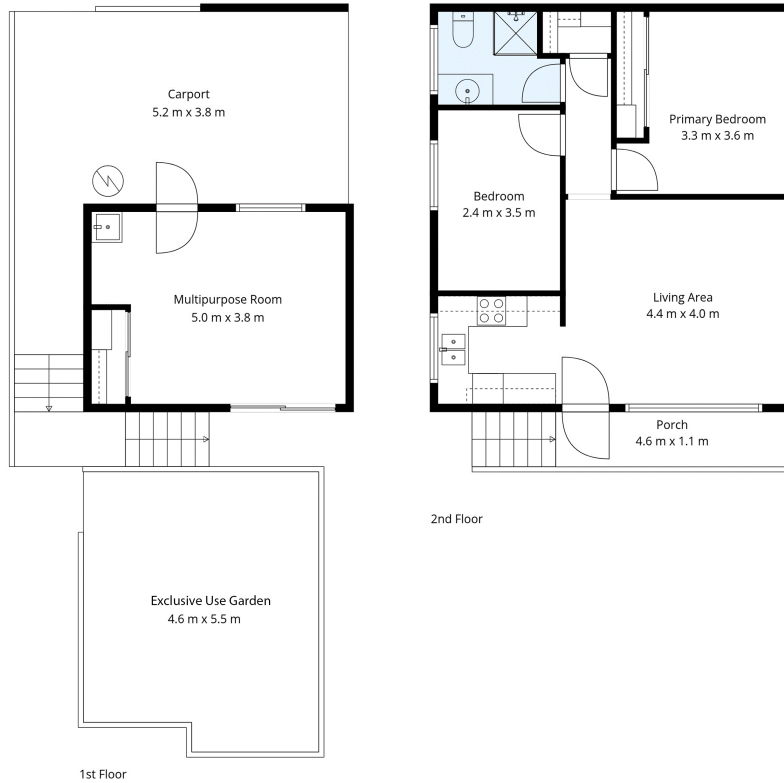 Carport
5.2 m x 3.8 m
Multipurpose Room
5.0 m x 3.8 m
Exclusive Use Garden
4.6 m x 5.5 m
1st Floor
Primary Bedroom
3.3 m x 3.6 m
Bedroom
2.4 m x 3.5 m
Living Area
4.4 m x 4.0 m
Porch
4.6 m x 1.1 m
2nd Floor